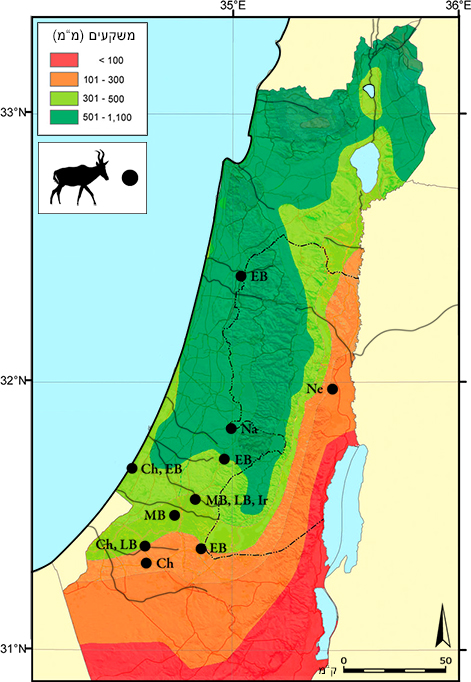 35°E
36°E
משקעים (מ"מ)
< 100
101 - 300
301 - 500
501 - 1,100
33°N
EB
32°N
Ne
Na
EB
Ch, EB
MB, LB, Ir
MB
Ch, LB
EB
Ch
31°N
0 50
ק"מ